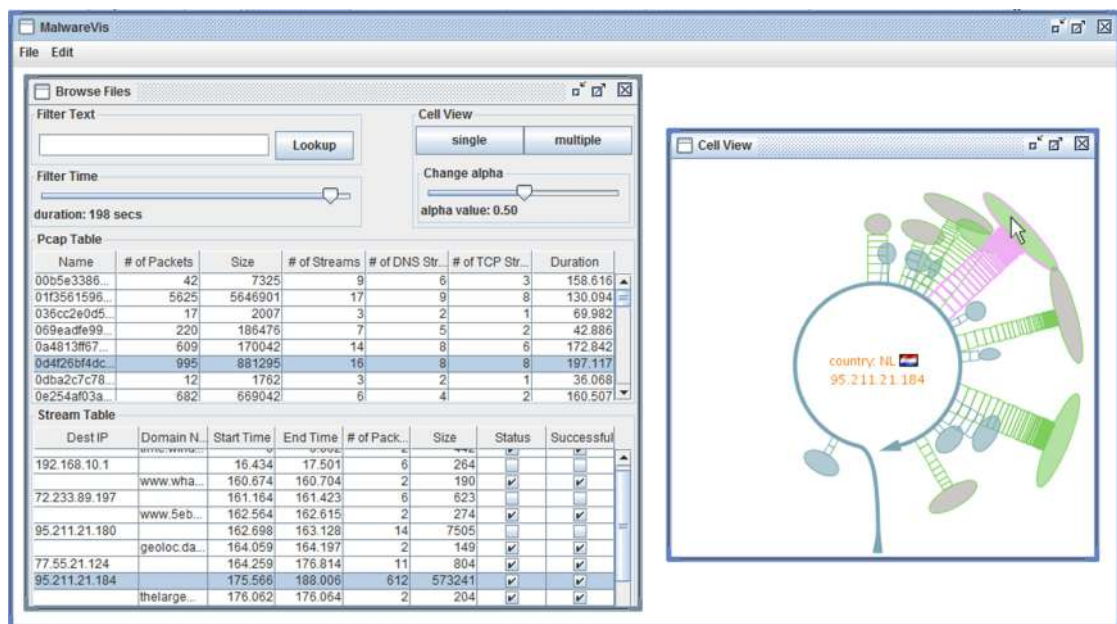 MalwareVis
File Edit
Browse Files
Filter Text
Lookup
Cell View
single multiple
Filter Time
duration: 198 secs
Change alpha
alpha value: 0.50
Pcap Table
Name # of Packets Size # of Streams # of DNS Str... # of TCP Str... Duration
00b5e3386... 42 7325 9 6 3 158.616
01f3561596... 5625 5646901 17 9 8 130.094
036cc2e0d5... 17 2007 3 2 1 69.982
069eadfe99... 220 186476 7 5 2 42.886
0a4813ff67... 609 170042 14 8 6 172.842
0d4f26bf4dc... 995 881295 16 8 8 197.117
0dba2c7c78... 12 1762 3 2 1 36.068
0e254af03a... 682 669042 6 4 2 160.507
Stream Table
Dest IP Domain N... Start Time End Time # of Pack... Size Status Successful
192.168.10.1 16.434 17.501 6 264
www.wha... 160.674 160.704 2 190
72.233.89.197 161.164 161.423 6 623
www.5eb... 162.564 162.615 2 274
95.211.21.180 162.698 163.128 14 7505
geoloc.da... 164.059 164.197 2 149
77.55.21.124 164.259 176.814 11 804
95.211.21.184 175.566 188.006 612 573241
thelarge... 176.062 176.064 2 204
Cell View
country: NL
95.211.21.184